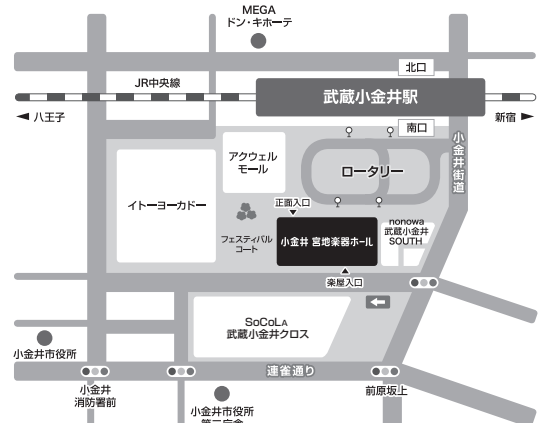 MEGA
ドン・キホーテ
北口
JR中央線
武蔵小金井駅
八王子
新宿
南口
小金井街道
アクウェル
モール
ロータリー
イトーヨーカドー
正面入口
フェスティバル
コート
小金井 宮地楽器ホール
nonowa
武蔵小金井
SOUTH
楽屋入口
SoCoLA
武蔵小金井クロス
小金井市役所
連雀通り
小金井
消防署前
前原坂上
小金井市役所
第二庁舎